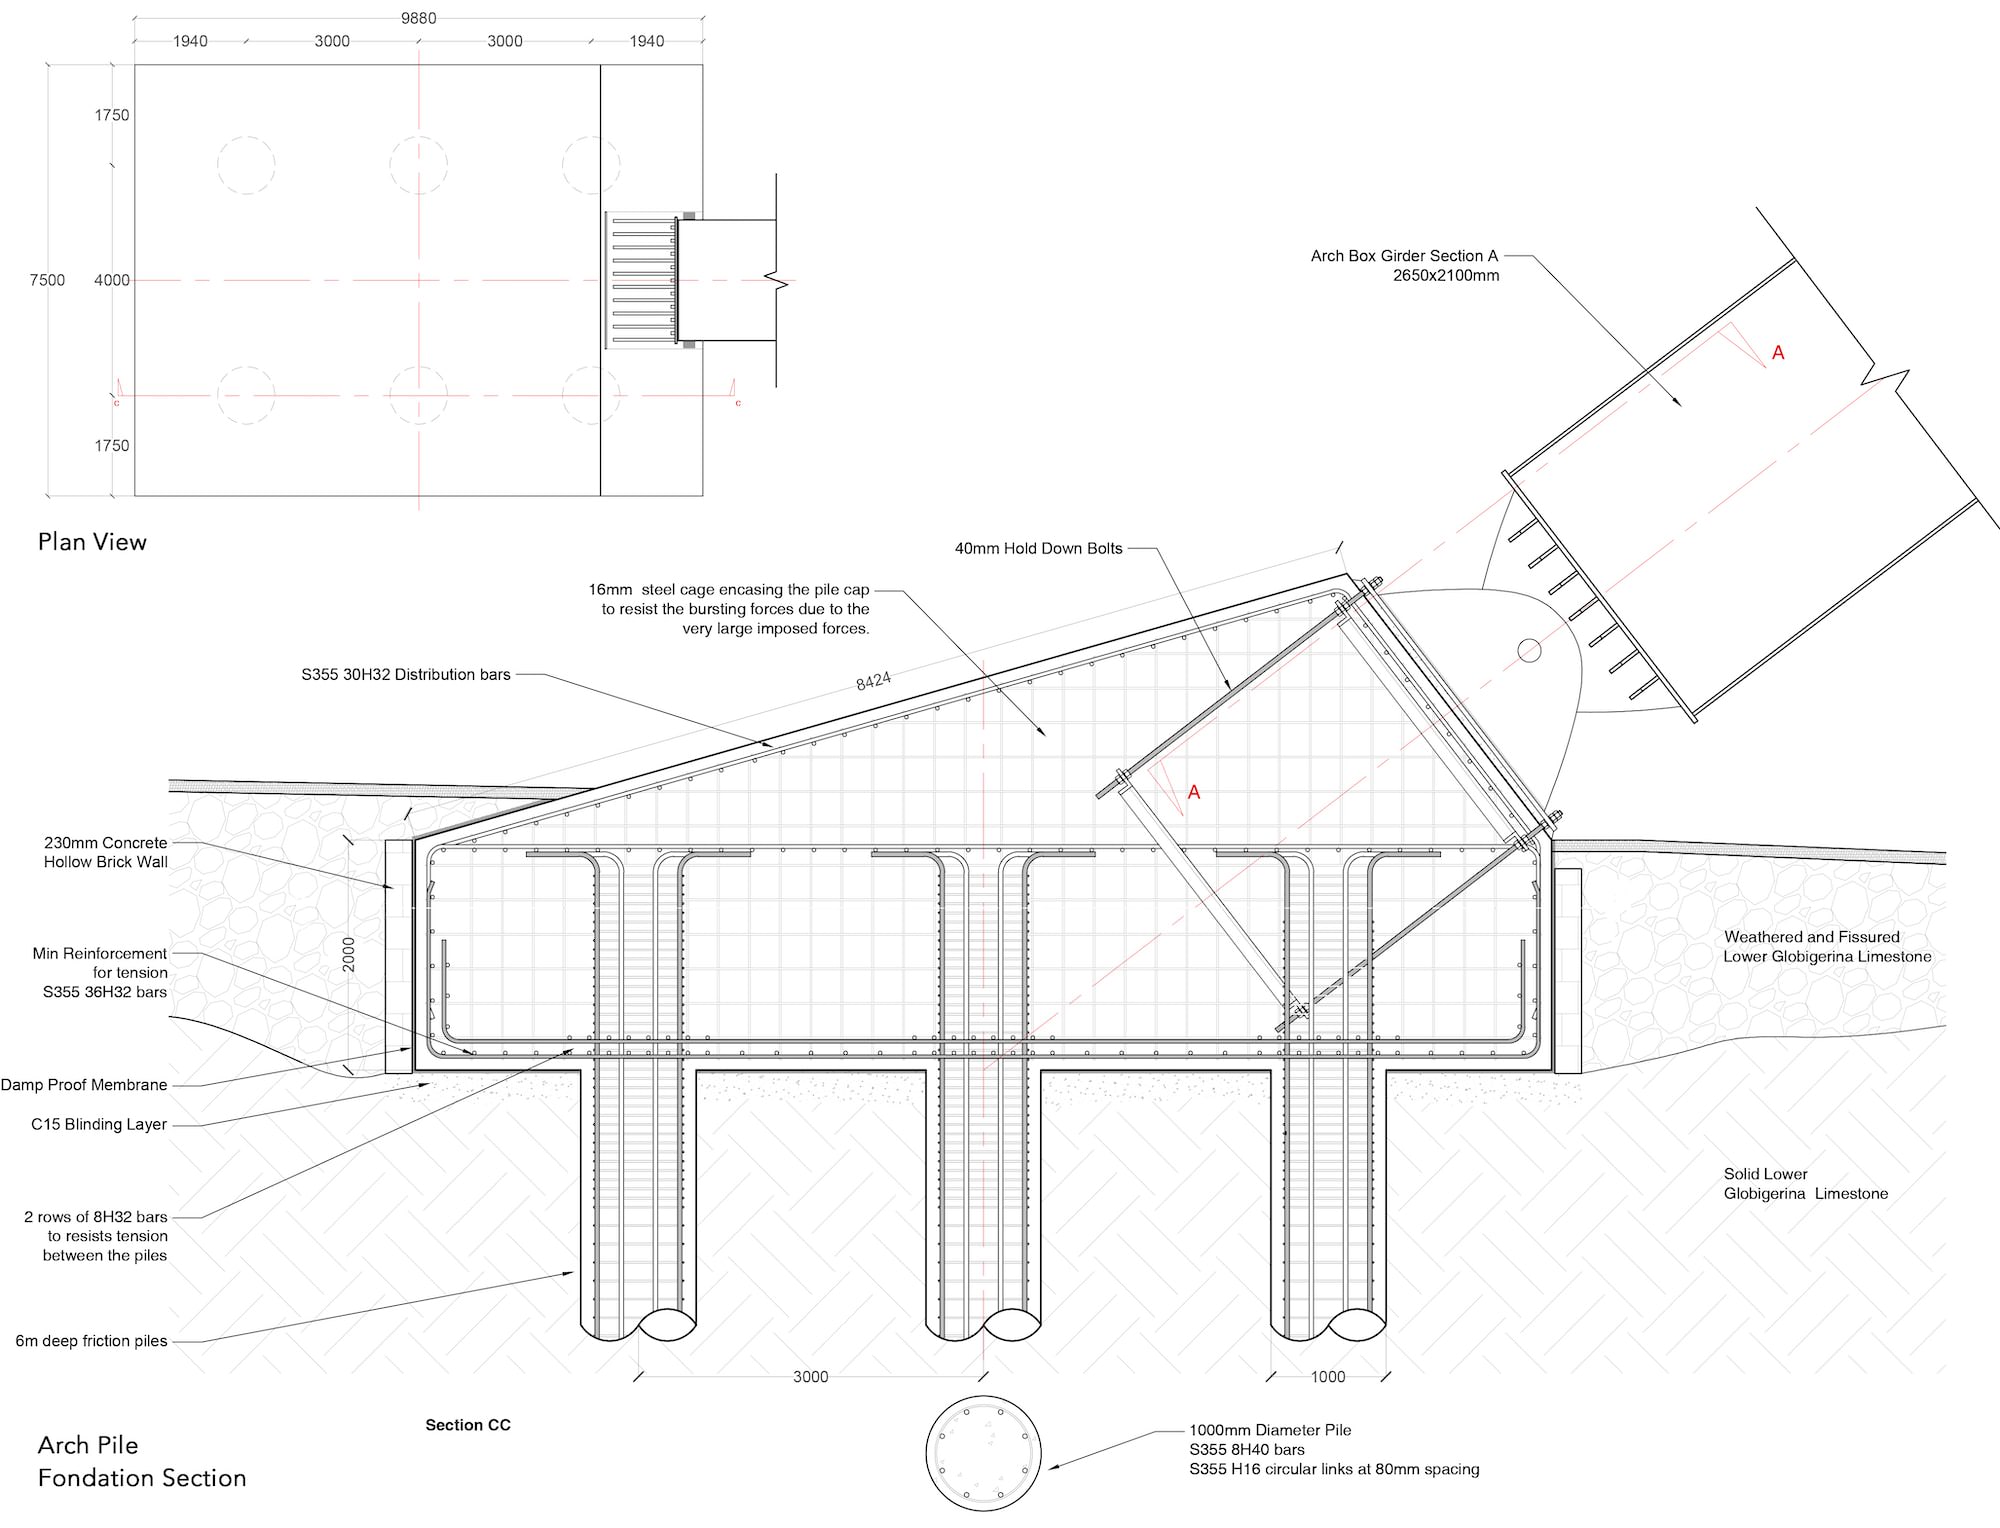 9880
1940
3000
3000
1940
1750
7500
4000
1750
c
c
Plan View
Arch Box Girder Section A
2650x2100mm
A
40mm Hold Down Bolts
16mm  steel cage encasing the pile cap
to resist the bursting forces due to the
very large imposed forces.
S355 30H32 Distribution bars
8424
A
230mm Concrete
Hollow Brick Wall
2000
Min Reinforcement
for tension
S355 36H32 bars
Weathered and Fissured
Lower Globigerina Limestone
Damp Proof Membrane
C15 Blinding Layer
Solid Lower
Globigerina  Limestone
2 rows of 8H32 bars
to resists tension
between the piles
6m deep friction piles
3000
1000
Section CC
Arch Pile
Fondation Section
1000mm Diameter Pile
S355 8H40 bars
S355 H16 circular links at 80mm spacing